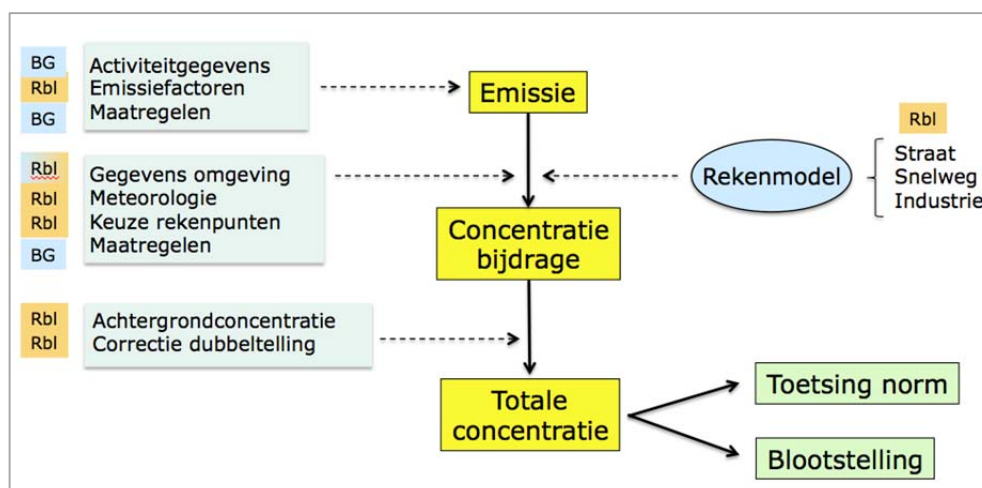 BG
Activiteitgegevens
Rbl
Emissiefactoren
BG
Maatregelen
Emissie
Rbl
Straat
Snelweg
Industrie
Rekenmodel
Rbl
Gegevens omgeving
Rbl
Meteorologie
Rbl
Keuze rekenpunten
BG
Maatregelen
Concentratie
bijdrage
Rbl
Achtergrondconcentratie
Rbl
Correctie dubbeltelling
Totale
concentratie
Toetsing norm
Blootstelling